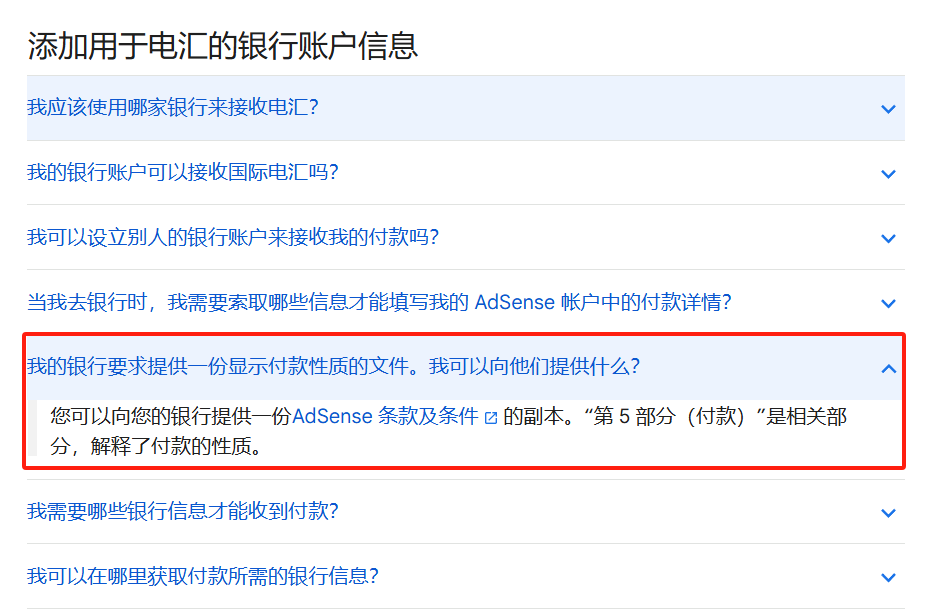 添加用于电汇的银行账户信息
我应该使用哪家银行来接收电汇？
我的银行账户可以接收国际电汇吗？
我可以设立别人的银行账户来接收我的付款吗？
当我去银行时，我需要索取哪些信息才能填写我的 AdSense 帐户中的付款详情？
我的银行要求提供一份显示付款性质的文件。我可以向他们提供什么？
您可以向您的银行提供一份AdSense 条款及条件 的副本。“第 5 部分（付款）”是相关部
分，解释了付款的性质。
我需要哪些银行信息才能收到付款？
我可以在哪里获取付款所需的银行信息？